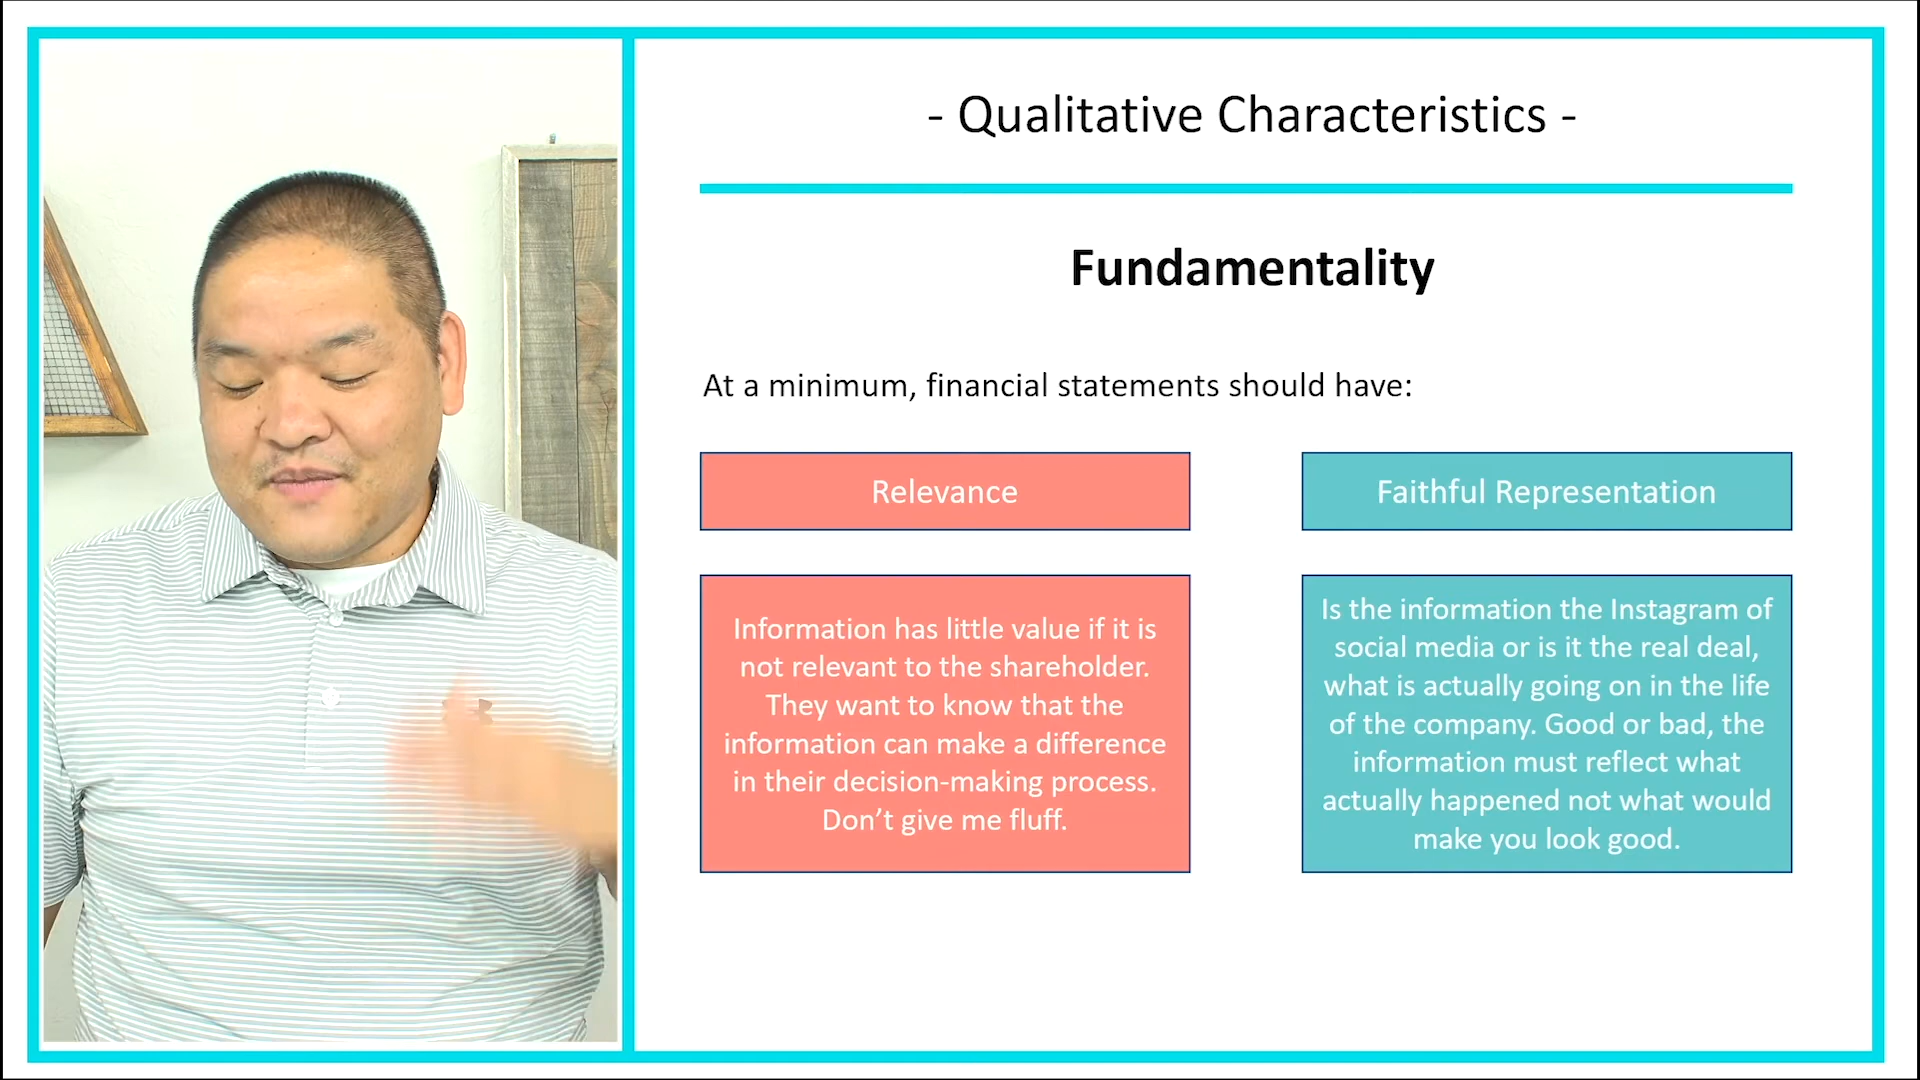 - Qualitative Characteristics -
Fundamentality
At a minimum, financial statements should have:
Relevance
Faithful Representation
Information has little value if it is
not relevant to the shareholder.
They want to know that the
information can make a difference
in their decision-making process.
Don’t give me fluff.
Is the information the Instagram of
social media or is it the real deal,
what is actually going on in the life
of the company. Good or bad, the
information must reflect what
actually happened not what would
make you look good.